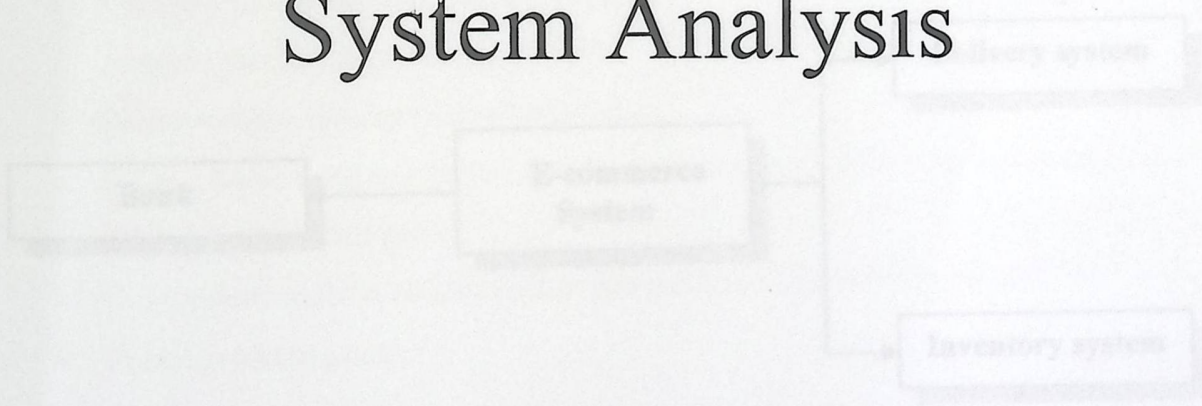 System Analysis
Delivery system
E-commerce
System
Bank
Inventory system